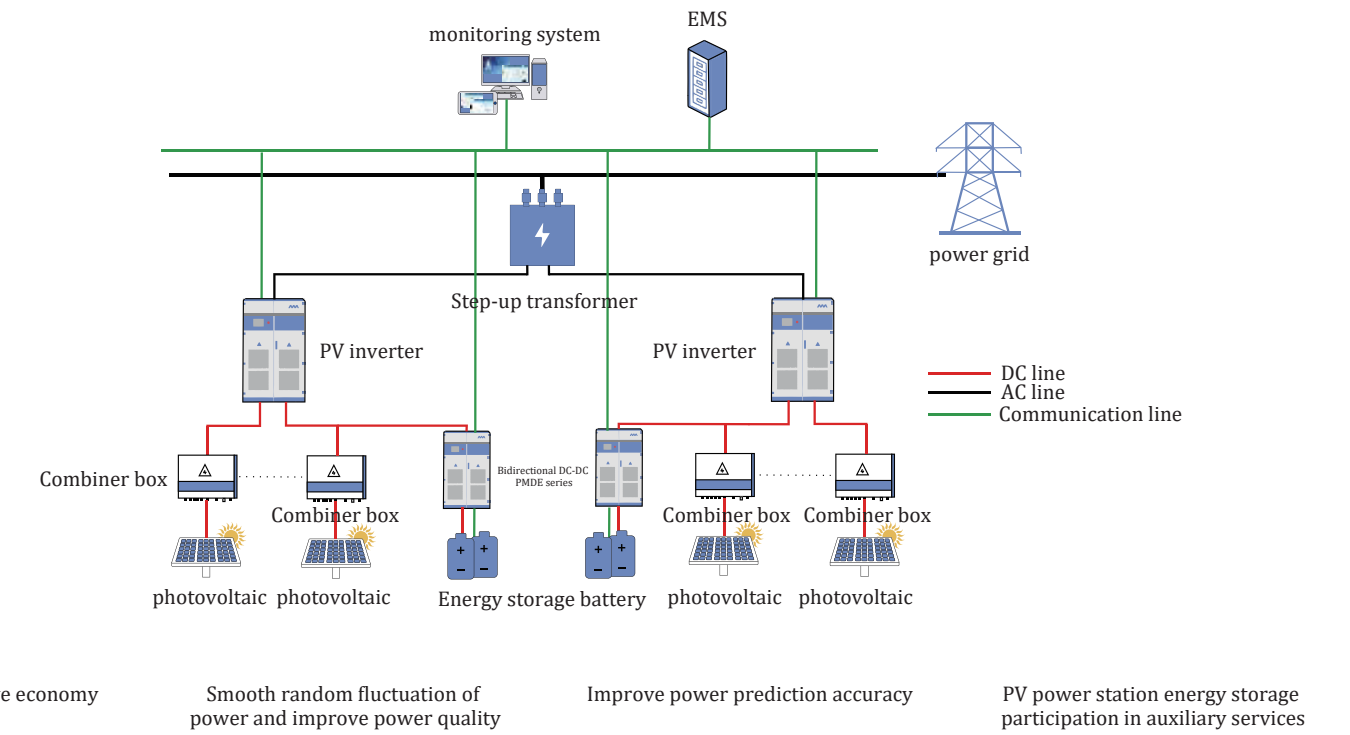 EMS
monitoring system
power grid
Step-up transformer
PV inverter
PV inverter
DC line
AC line
Communication line
Combiner box
Bidirectional DC-DC
PMDE series
Combiner box
Combiner box
Combiner box
+ +
– –
+ +
– –
photovoltaic
photovoltaic
Energy storage battery
photovoltaic
photovoltaic
economy
Smooth random fluctuation of
power and improve power quality
Improve power prediction accuracy
PV power station energy storage
participation in auxiliary services